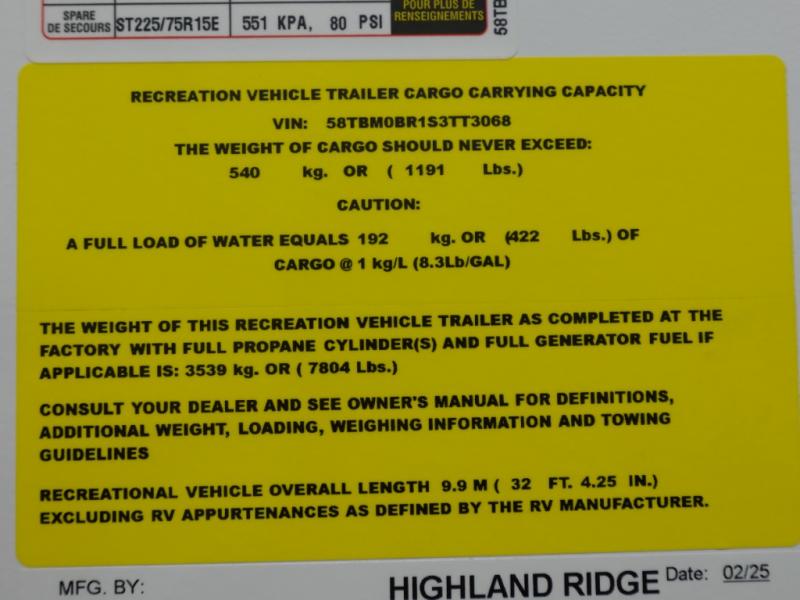 POUR PLUS DE
SPARE
DE SECOURS ST225/75R15E 551 KPA, 80 PSI RENSEIGNEMENTS
58TB
RECREATION VEHICLE TRAILER CARGO CARRYING CAPACITY
VIN: 58TBM0BR1S3TT3068
THE WEIGHT OF CARGO SHOULD NEVER EXCEED:
540 kg. OR ( 1191 Lbs.)
CAUTION:
A FULL LOAD OF WATER EQUALS 192 kg. OR (422 Lbs.) OF
CARGO @ 1 kg/L (8.3Lb/GAL)
THE WEIGHT OF THIS RECREATION VEHICLE TRAILER AS COMPLETED AT THE
FACTORY WITH FULL PROPANE CYLINDER(S) AND FULL GENERATOR FUEL IF
APPLICABLE IS: 3539 kg. OR ( 7804 Lbs.)
CONSULT YOUR DEALER AND SEE OWNER'S MANUAL FOR DEFINITIONS,
ADDITIONAL WEIGHT, LOADING, WEIGHING INFORMATION AND TOWING
GUIDELINES
RECREATIONAL VEHICLE OVERALL LENGTH 9.9 M ( 32 FT. 4.25 IN.)
EXCLUDING RV APPURTENANCES AS DEFINED BY THE RV MANUFACTURER.
MFG. BY: HIGHLAND RIDGE Date: 02/25